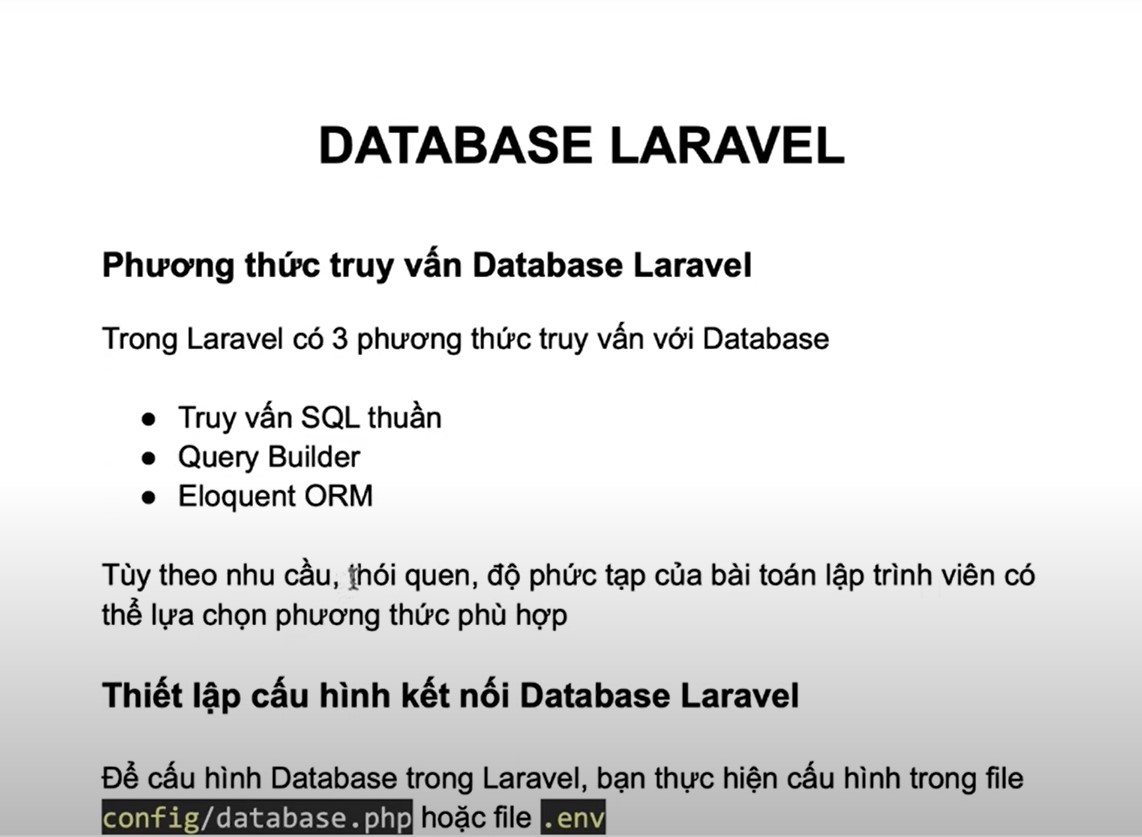 DATABASE LARAVEL
Phương thức truy vấn Database Laravel
Trong Laravel có 3 phương thức truy vấn với Database
● Truy vấn SQL thuần
● Query Builder
● Eloquent ORM
Tùy theo nhu cầu, thói quen, độ phức tạp của bài toán lập trình viên có
thể lựa chọn phương thức phù hợp
Thiết lập cấu hình kết nối Database Laravel
Để cấu hình Database trong Laravel, bạn thực hiện cấu hình trong file
config/database.php hoặc file .env